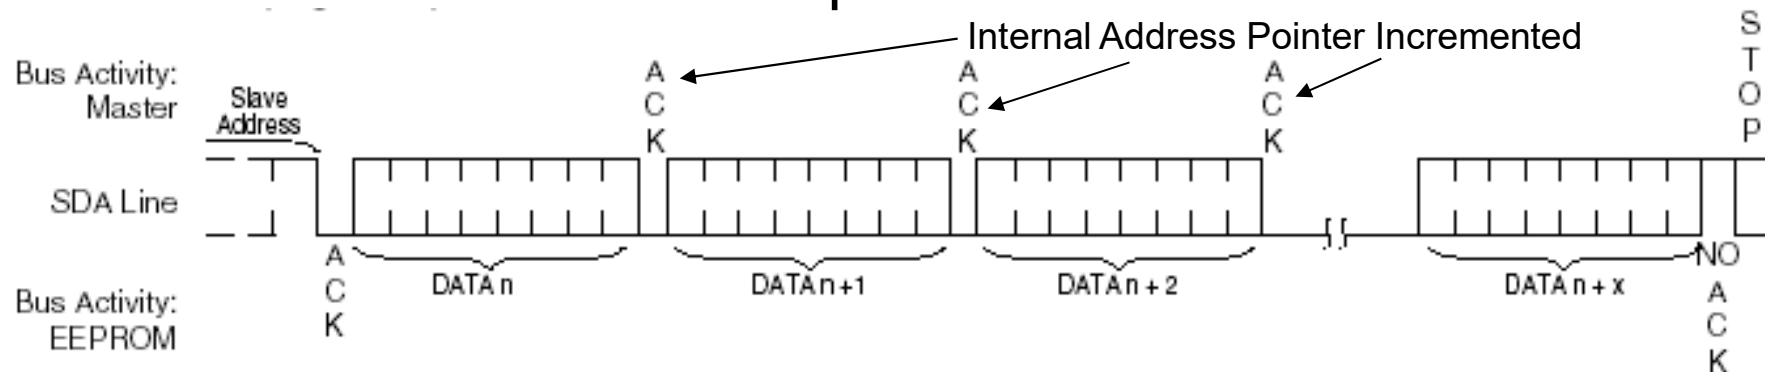 Internal Address Pointer Incremented
S
T
O
P
Bus Activity:
Master
Slave
Address
A
C
K
A
C
K
A
C
K
SDA Line
A
C
K
DATA n
DATA n +1
DATA n + 2
DATA n + x
NO
A
C
K
Bus Activity:
EEPROM